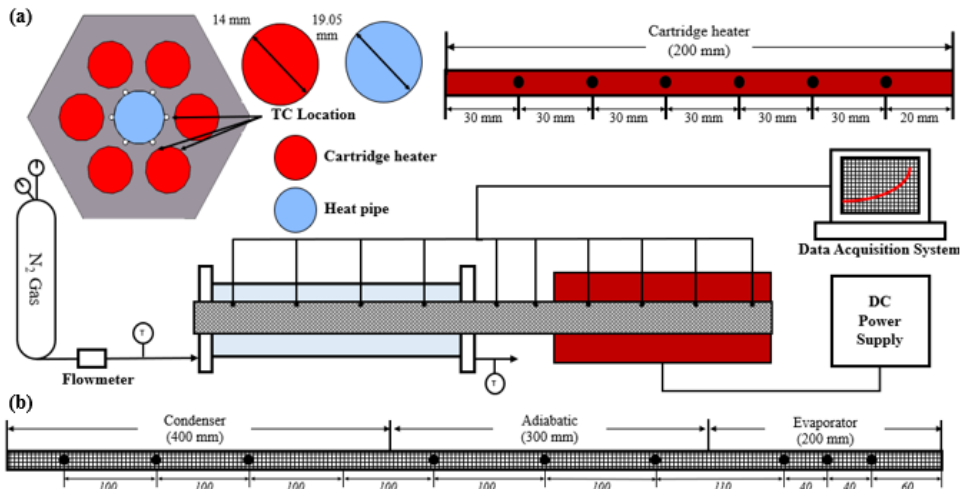 (a)
14 mm
19.05
mm
TC Location
Cartridge heater
Heat pipe
Cartridge heater
(200 mm)
30 mm 30 mm 30 mm 30 mm 30 mm 30 mm 20 mm
Data Acquisition System
N2 Gas
T
Flowmeter
T
DC
Power
Supply
(b)
Condenser
(400 mm)
Adiabatic
(300 mm)
Evaporator
(200 mm)
100 100 100 100 100 100 110 40 40 60